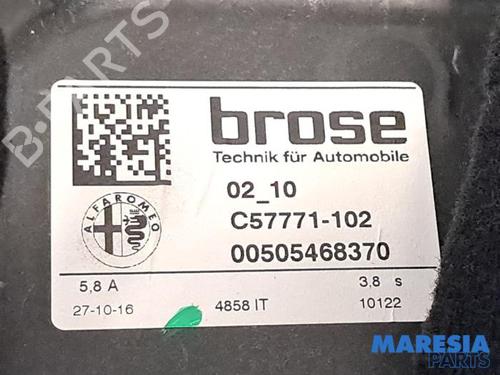 brose
Technik für Automobile
ALFA ROMEO
02_10
C57771-102
00505468370
5,8 A
3,8 s
27-10-16
4858 IT
10122
B-PARTS
MARESIA
PARTS